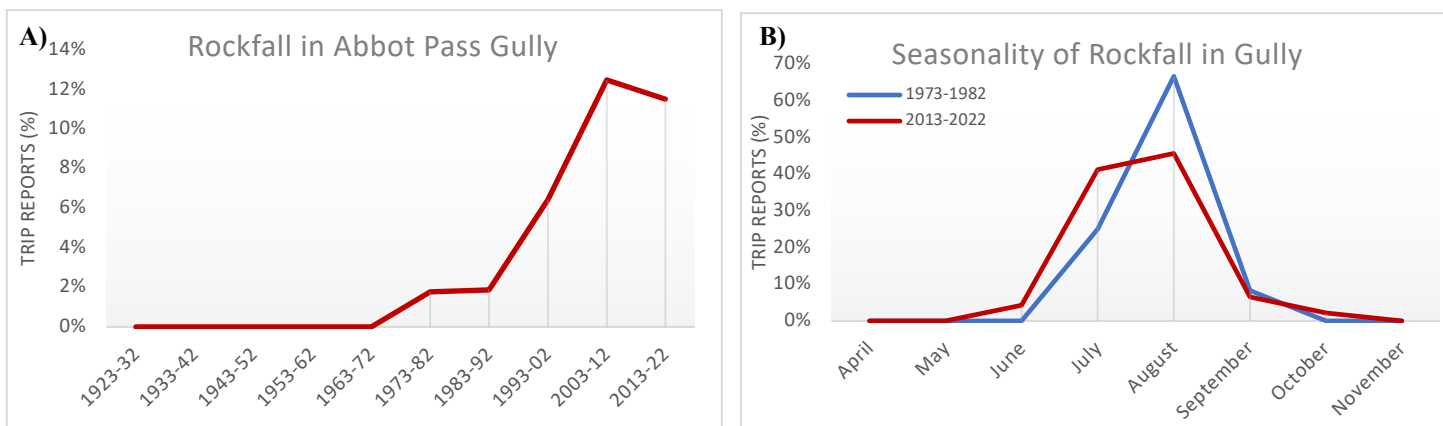 A)
Rockfall in Abbot Pass Gully
14%
12%
10%
8%
6%
4%
2%
0%
TRIP REPORTS (%)
1923-32
1933-42
1943-52
1953-62
1963-72
1973-82
1983-92
1993-02
2003-12
2013-22
B)
Seasonality of Rockfall in Gully
70%
60%
50%
40%
30%
20%
10%
0%
TRIP REPORTS (%)
1973-1982
2013-2022
April
May
June
July
August
September
October
November